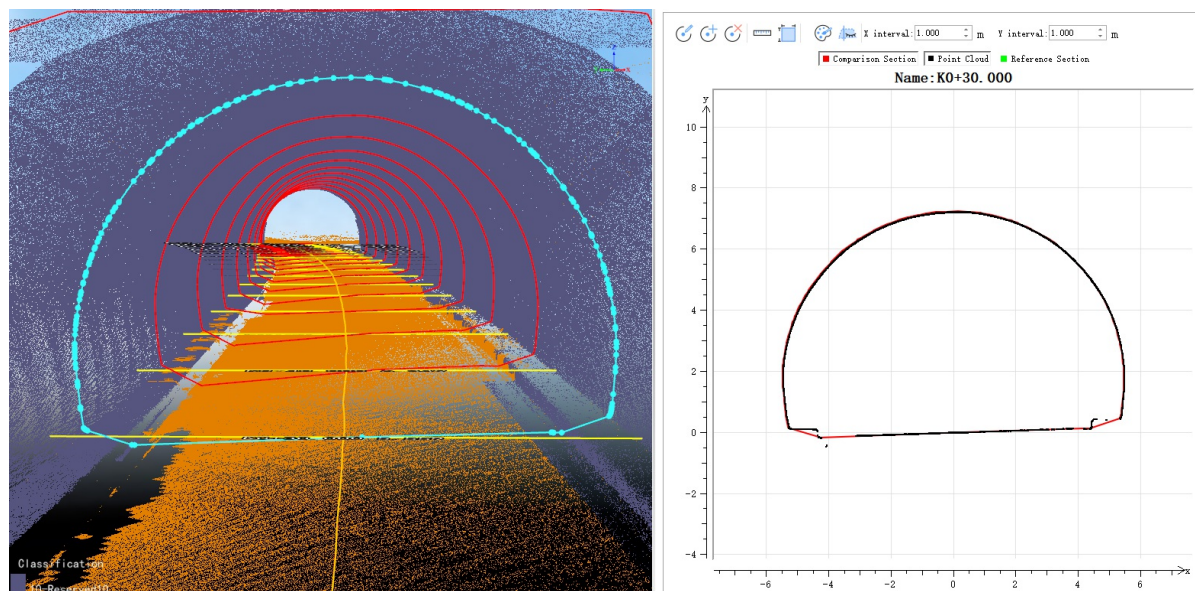 X interval: 1.000 m Y interval: 1.000 m
Comparison Section Point Cloud Reference Section
Name:K0+30.000
y
10
8
6
4
2
0
-2
-4
-6 -4 -2 0 2 4 6
x
Classification